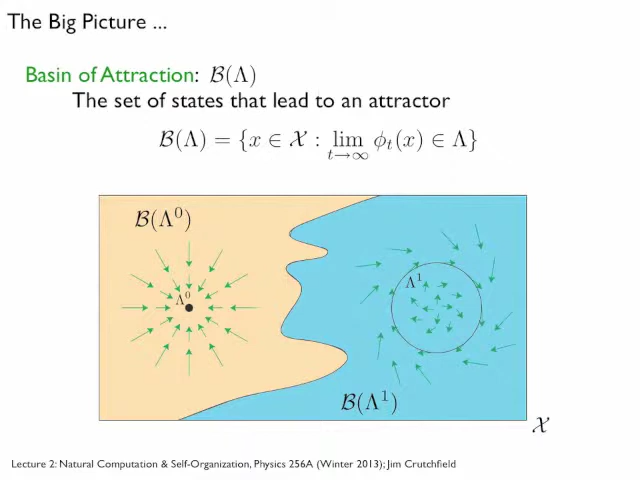 The Big Picture ...
Basin of Attraction: 𝓑(Λ)
The set of states that lead to an attractor
𝓑(Λ) = {x ∈ 𝒳 : lim_{t→∞} ϕ_t(x) ∈ Λ}
𝓑(Λ⁰)
Λ⁰
Λ¹
𝓑(Λ¹)
𝒳
Lecture 2: Natural Computation & Self-Organization, Physics 256A (Winter 2013); Jim Crutchfield